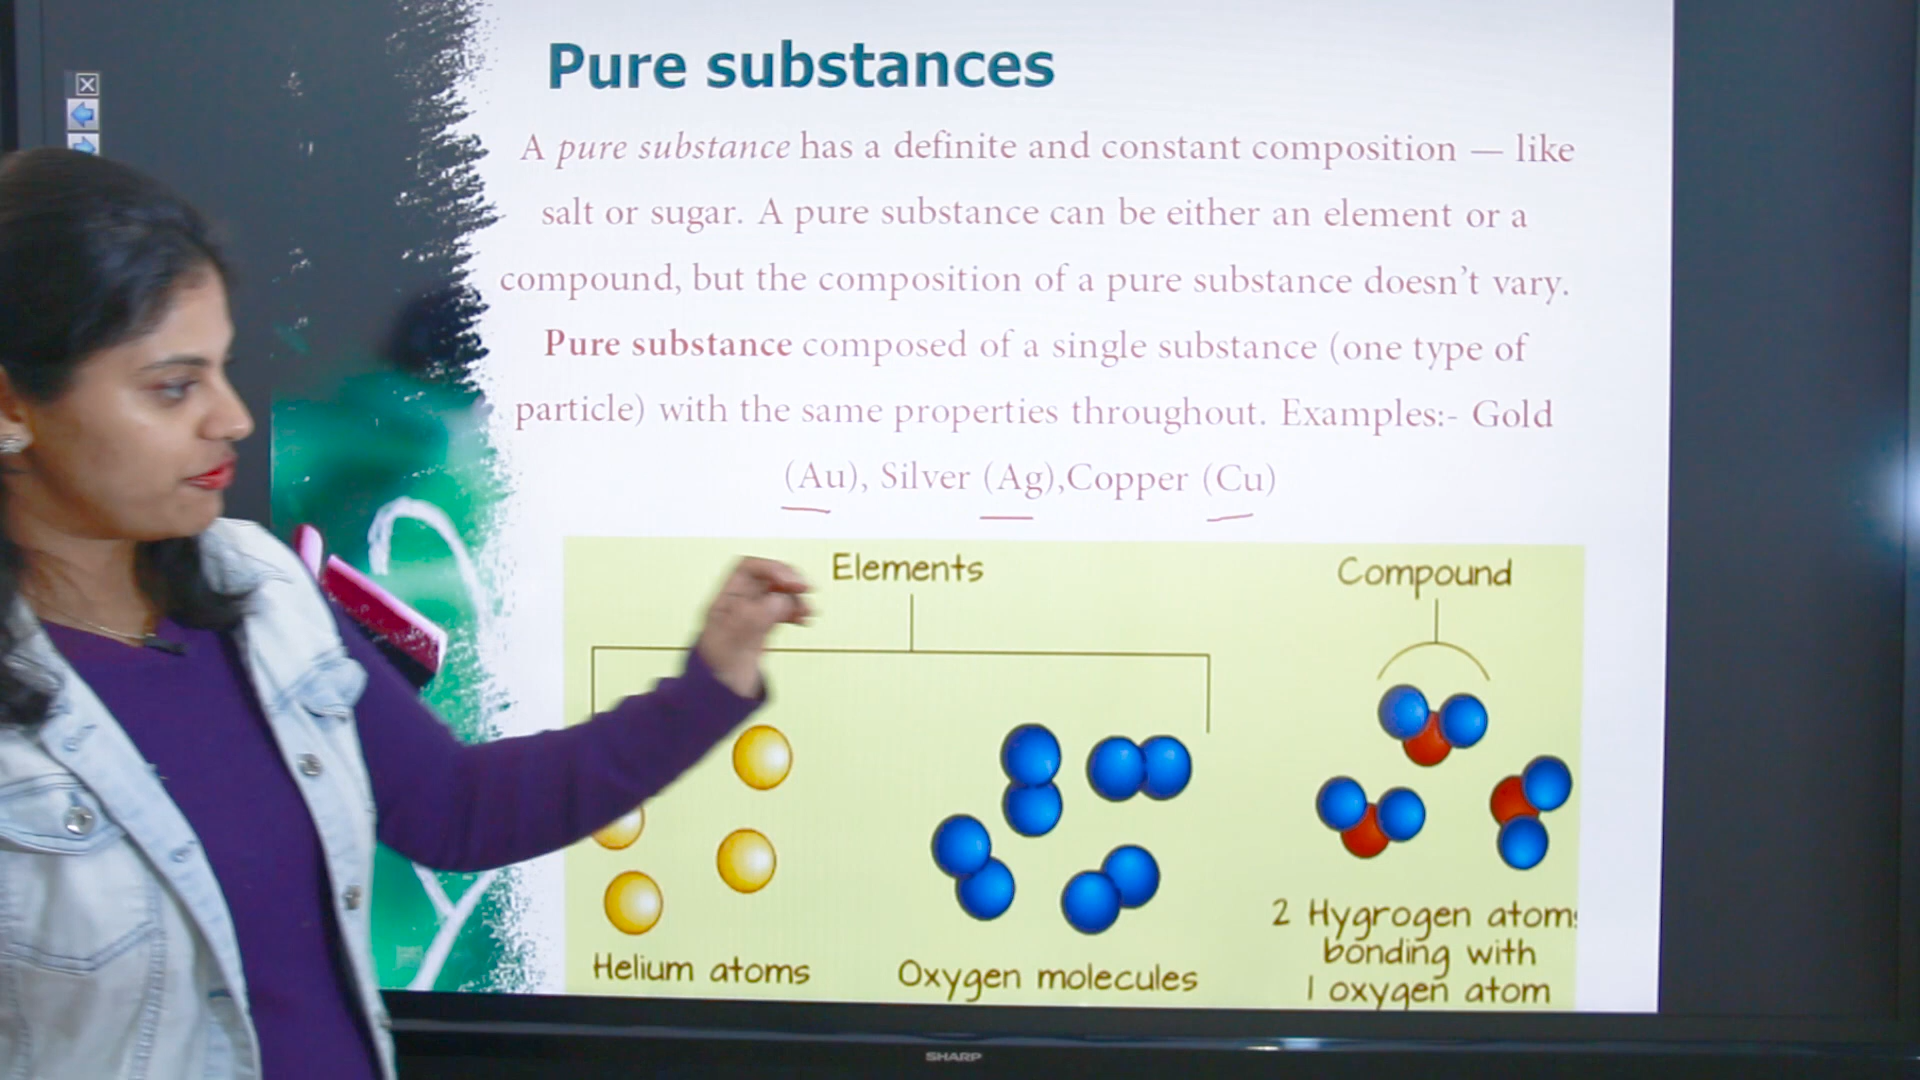 Pure substances
A pure substance has a definite and constant composition — like
salt or sugar. A pure substance can be either an element or a
compound, but the composition of a pure substance doesn’t vary.
Pure substance composed of a single substance (one type of
particle) with the same properties throughout. Examples:- Gold
(Au), Silver (Ag),Copper (Cu)
Elements
Compound
Helium atoms
Oxygen molecules
2 Hygrogen atoms
bonding with
1 oxygen atom
SHARP